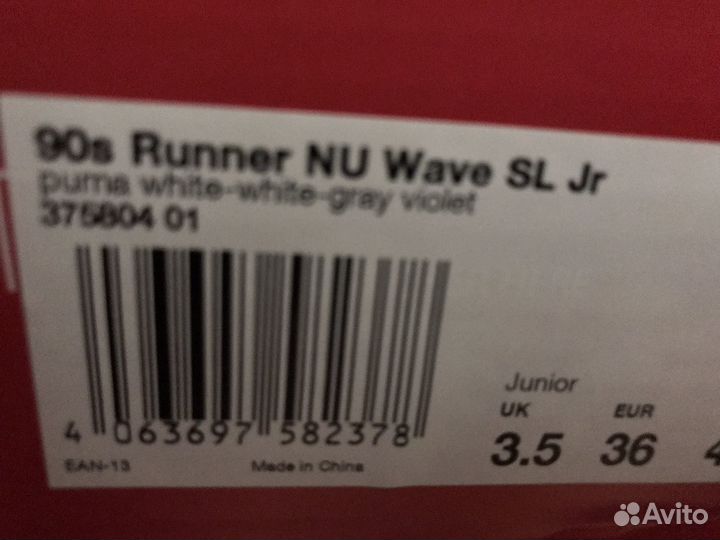 90s Runner NU Wave SL Jr
puma white-white-gray violet
375804 01
4 063697 582378
EAN-13 Made in China
Junior
UK EUR
3.5 36 4
Avito